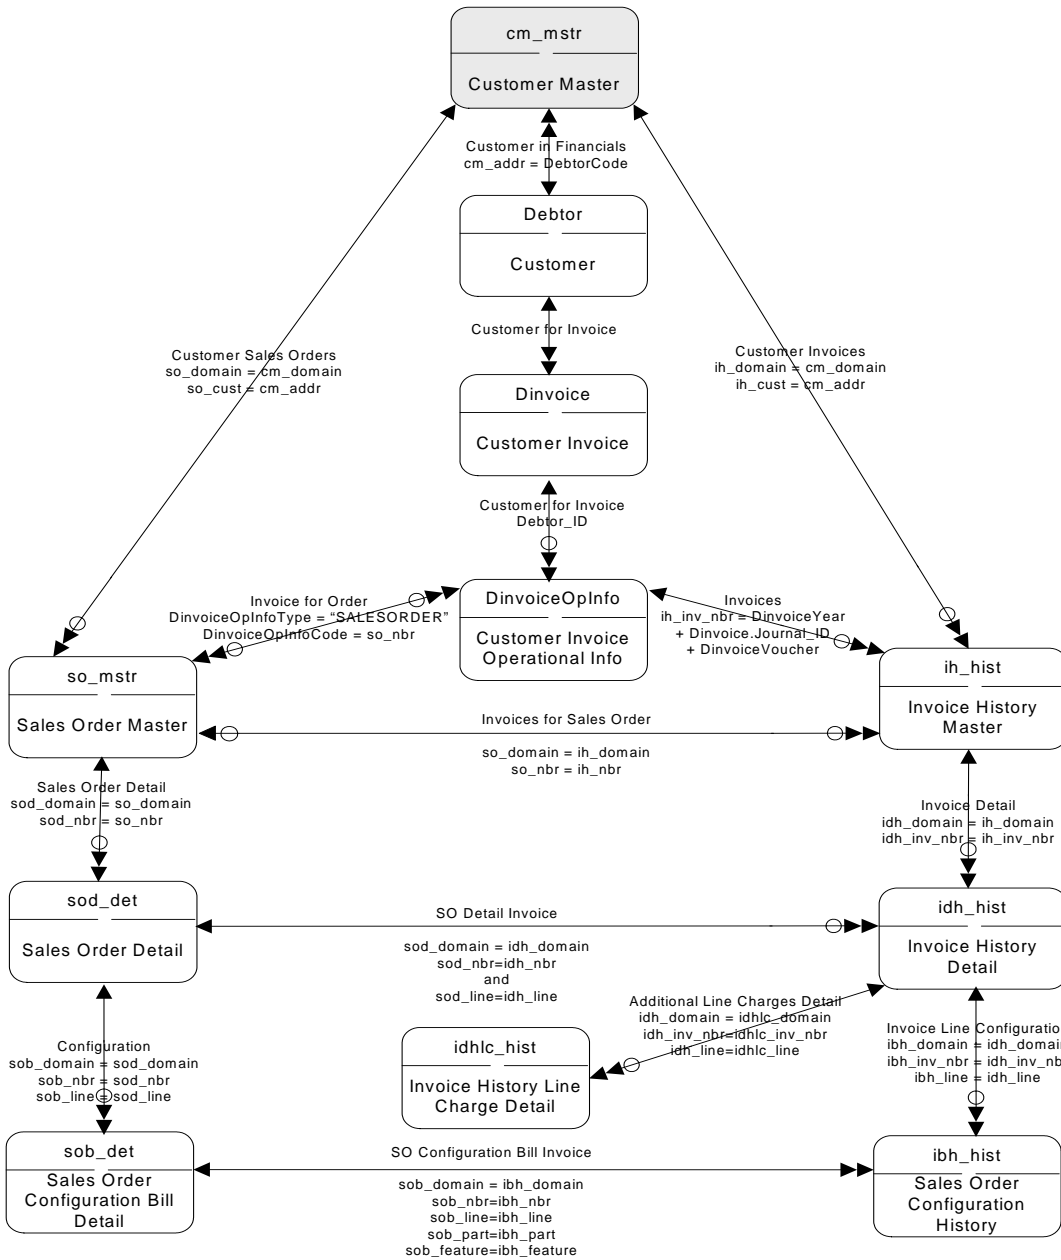 cm_mstr
Customer Master
Customer in Financials
cm_addr = DebtorCode
Debtor
Customer
Customer for Invoice
Customer Sales Orders
so_domain = cm_domain
so_cust = cm_addr
Customer Invoices
ih_domain = cm_domain
ih_cust = cm_addr
Dinvoice
Customer Invoice
Customer for Invoice
Debtor_ID
Invoice for Order
DinvoiceOpInfoType = “SALESORDER”
DinvoiceOpInfoCode = so_nbr
DinvoiceOpInfo
Customer Invoice
Operational Info
Invoices
ih_inv_nbr = DinvoiceYear
+ Dinvoice.Journal_ID
+ DinvoiceVoucher
so_mstr
Sales Order Master
Invoices for Sales Order
so_domain = ih_domain
so_nbr = ih_nbr
ih_hist
Invoice History
Master
Sales Order Detail
sod_domain = so_domain
sod_nbr = so_nbr
Invoice Detail
idh_domain = ih_domain
idh_inv_nbr = ih_inv_nbr
sod_det
Sales Order Detail
SO Detail Invoice
sod_domain = idh_domain
sod_nbr=idh_nbr
and
sod_line=idh_line
idh_hist
Invoice History
Detail
Additional Line Charges Detail
idh_domain = idhlc_domain
idh_inv_nbr=idhlc_inv_nbr
idh_line=idhlc_line
Configuration
sob_domain = sod_domain
sob_nbr = sod_nbr
sob_line = sod_line
idhlc_hist
Invoice History Line
Charge Detail
Invoice Line Configuratio
ibh_domain = idh_domai
ibh_inv_nbr = idh_inv_nb
ibh_line = idh_line
sob_det
Sales Order
Configuration Bill
Detail
SO Configuration Bill Invoice
sob_domain = ibh_domain
sob_nbr=ibh_nbr
sob_line=ibh_line
sob_part=ibh_part
sob_feature=ibh_feature
ibh_hist
Sales Order
Configuration
History